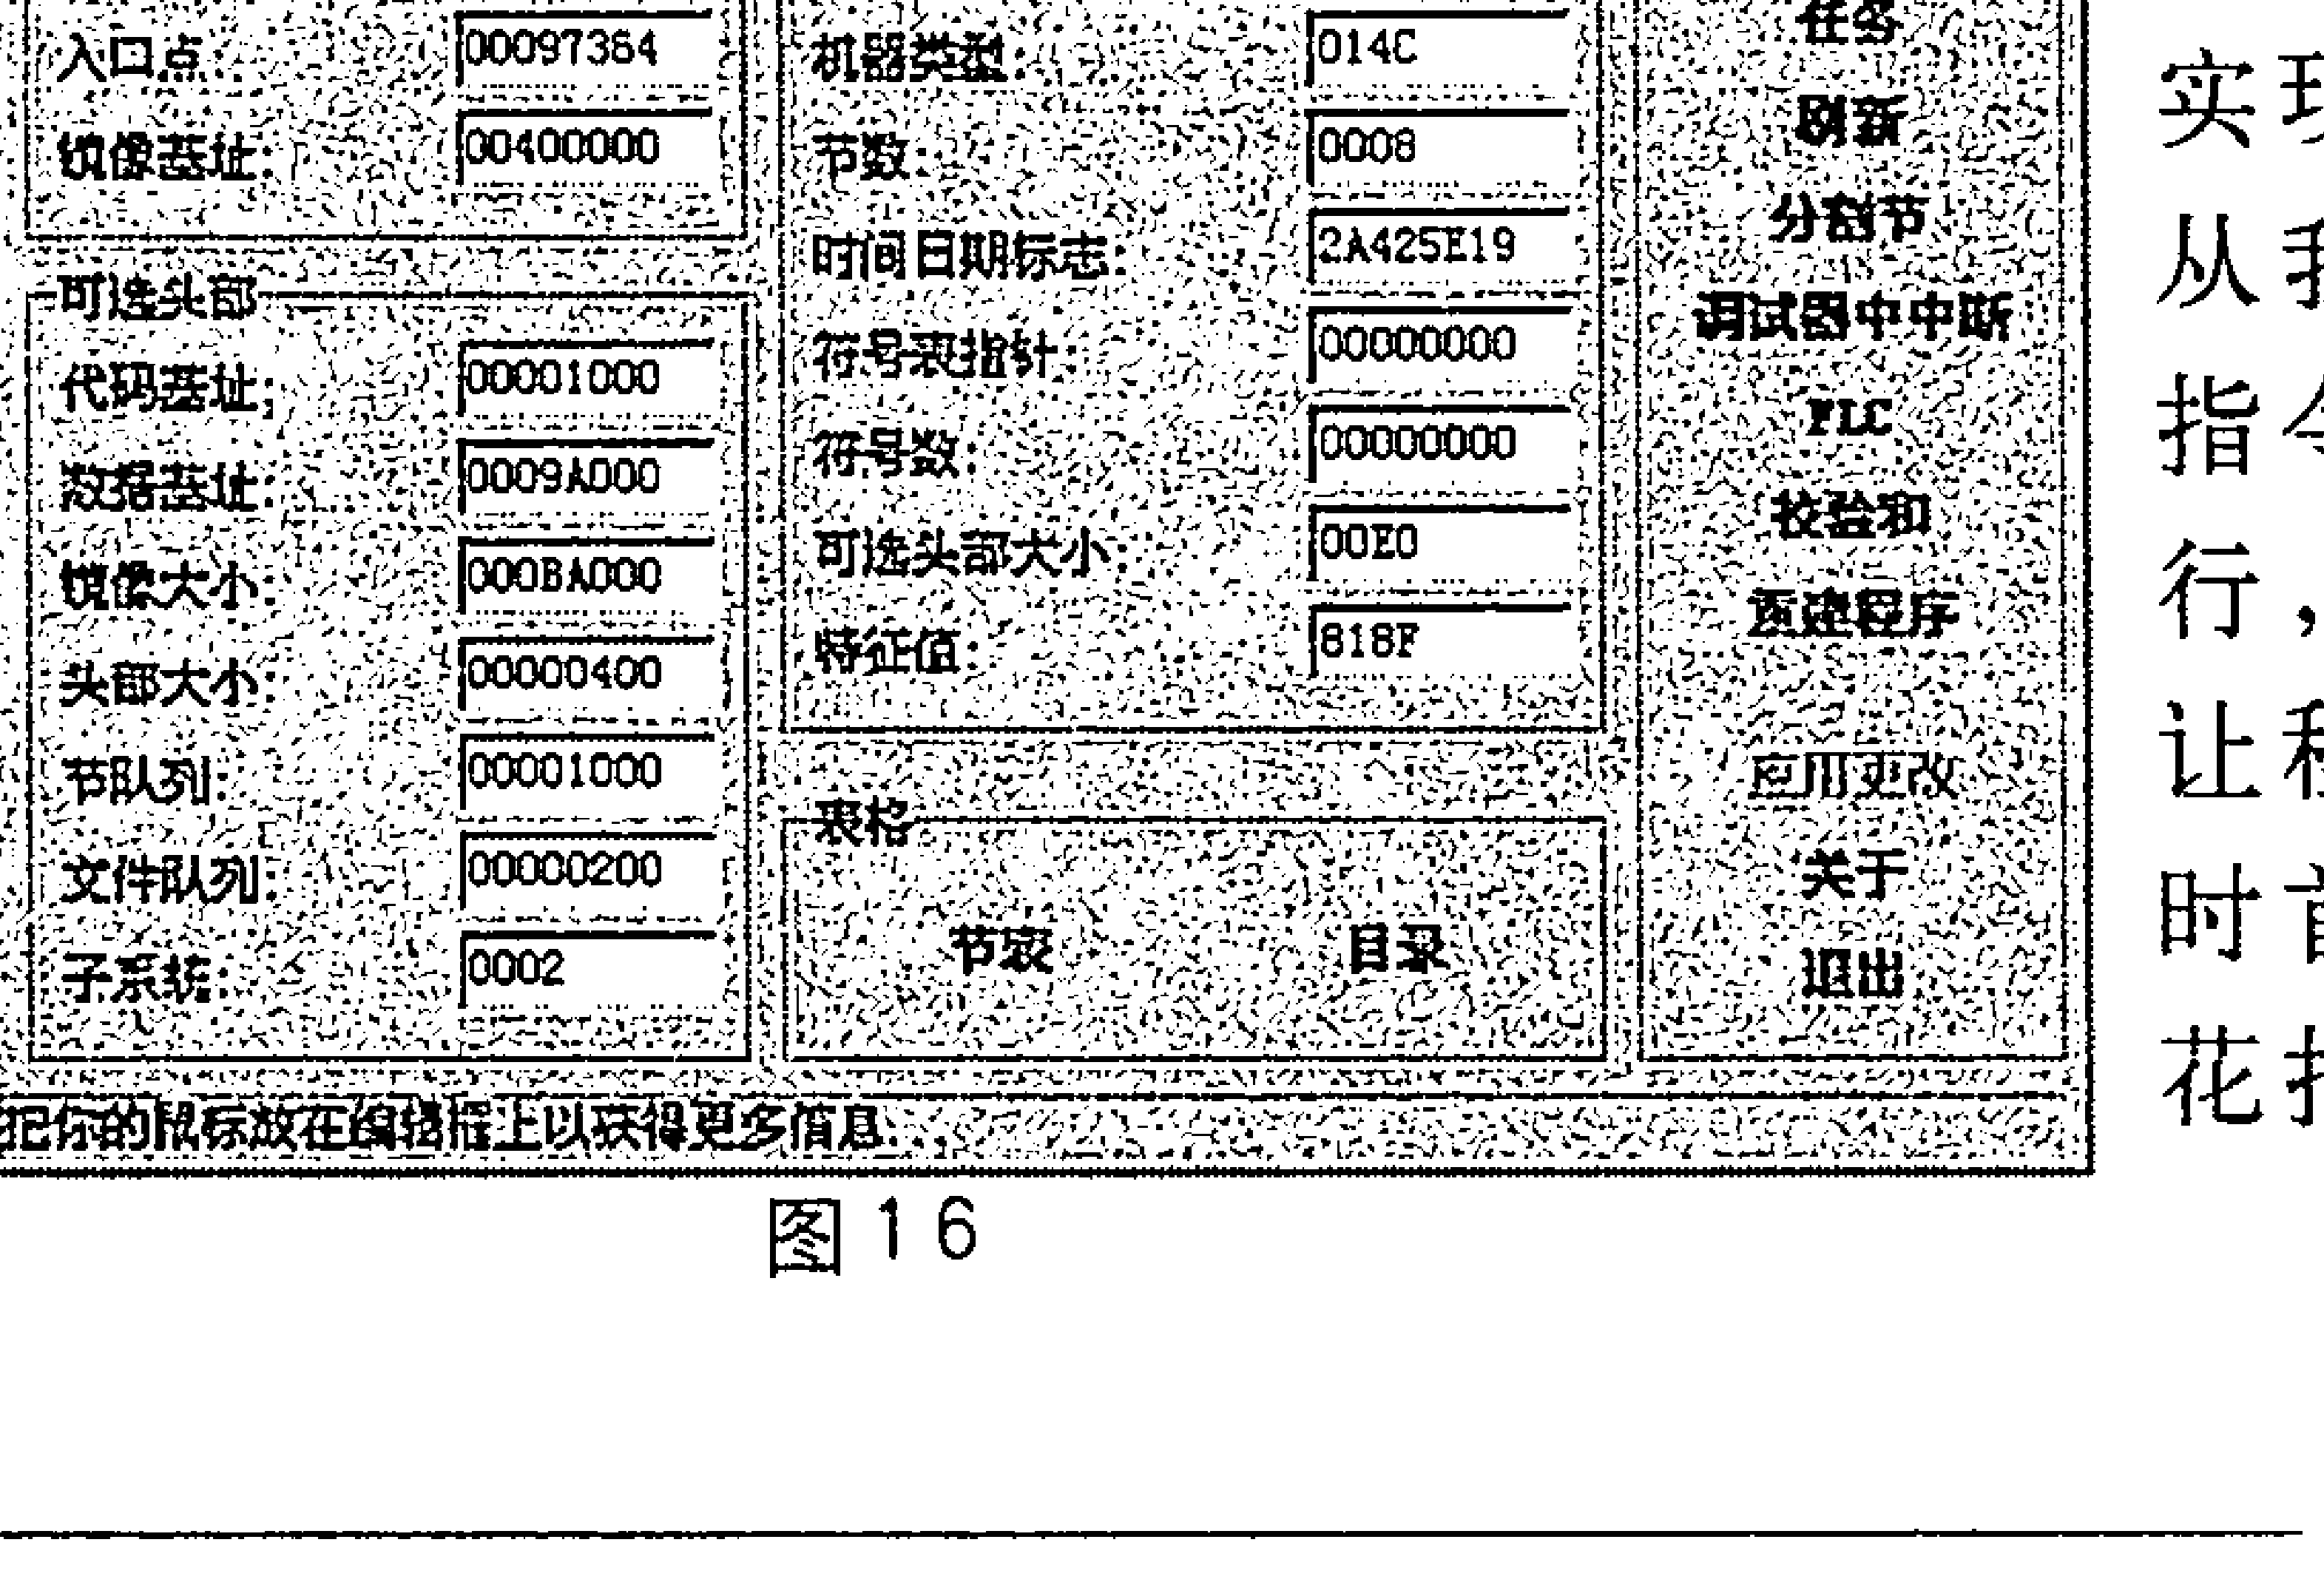 入口点: 00097364
镜像基址: 00400000
可选头部
代码基址: 00001000
数据基址: 0009A000
镜像大小: 000BA000
头部大小: 00000400
节队列: 00001000
文件队列: 00000200
子系统: 0002
机器类型: 014C
节数: 0008
时间日期标志: 2A425E19
符号表指针: 00000000
符号数: 00000000
可选头部大小: 00E0
特征值: 818F
表格
节表 目录
任务
刷新
分割节
调试器中中断
FLC
校验和
重建程序
应用更改
关于
退出
把你的鼠标放在编辑框上以获得更多信息
图16
实
从
指
行，
让
时
花